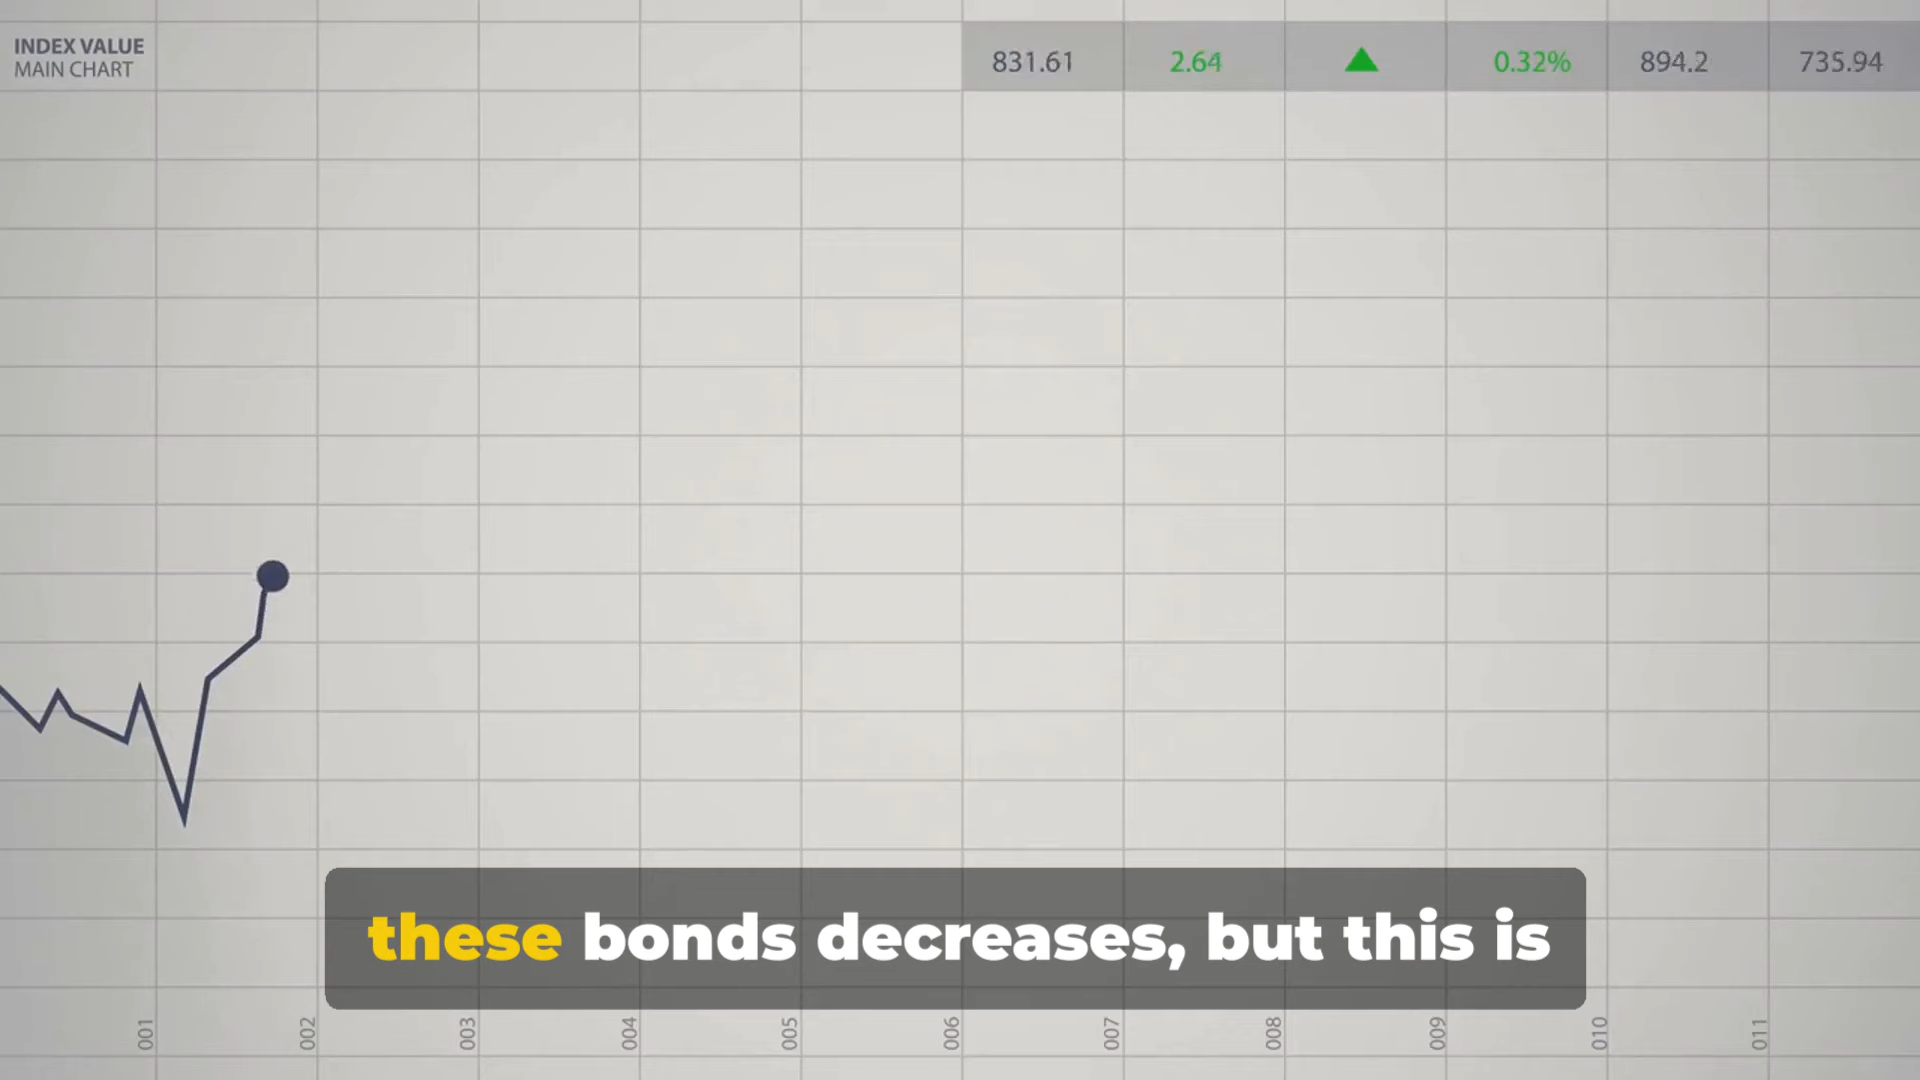 INDEX VALUE
MAIN CHART
831.61 2.64 0.32% 894.2 735.94
these bonds decreases, but this is
001 002 003 004 005 006 007 008 009 010 011